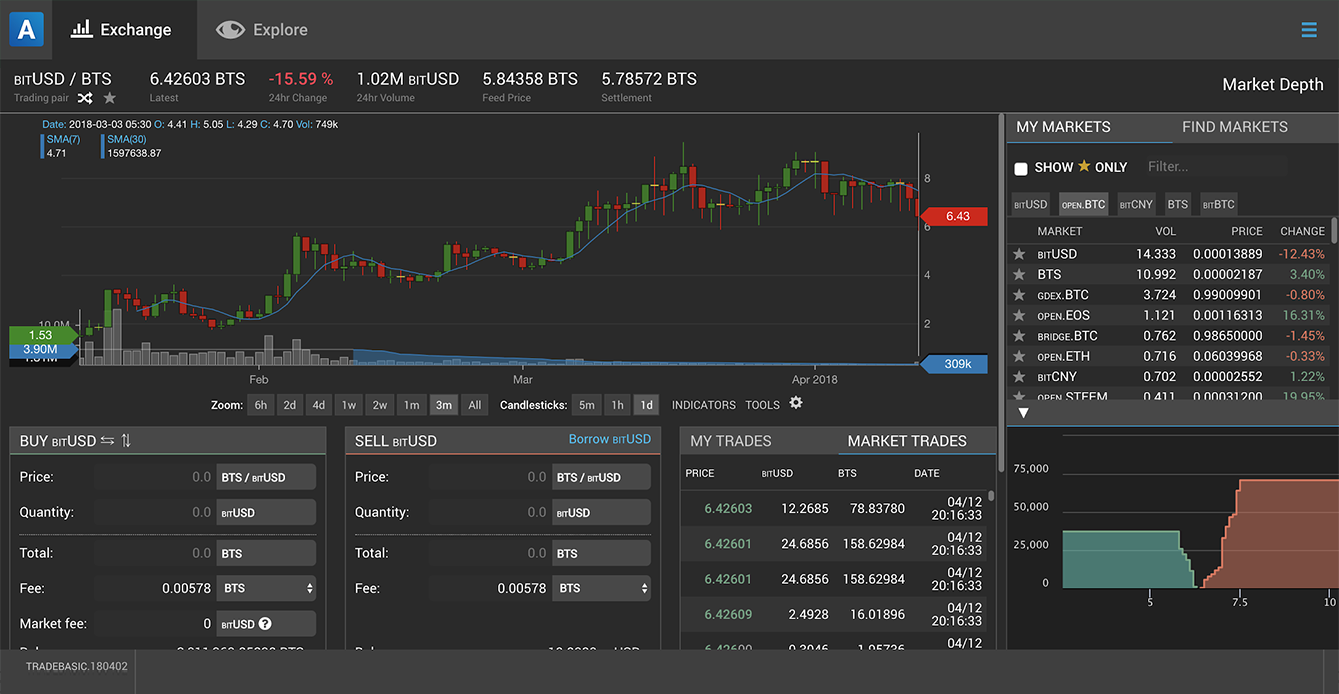 A Exchange Explore
BITUSD / BTS 6.42603 BTS -15.59 % 1.02M BITUSD 5.84358 BTS 5.78572 BTS
Trading pair Latest 24hr Change 24hr Volume Feed Price Settlement
Market Depth
Date: 2018-03-03 05:30 O: 4.41 H: 5.05 L: 4.29 C: 4.70 Vol: 749k
SMA(7) SMA(30)
4.71 1597638.87
8
6.43
6
4
2
10.0M
1.53
3.90M
309k
Feb Mar Apr 2018
Zoom: 6h 2d 4d 1w 2w 1m 3m All Candlesticks: 5m 1h 1d INDICATORS TOOLS
BUY BITUSD
Price: 0.0 BTS / BITUSD
Quantity: 0.0 BITUSD
Total: 0.0 BTS
Fee: 0.00578 BTS
Market fee: 0 BITUSD ?
SELL BITUSD Borrow BITUSD
Price: 0.0 BTS / BITUSD
Quantity: 0.0 BITUSD
Total: 0.0 BTS
Fee: 0.00578 BTS
MY TRADES MARKET TRADES
PRICE BITUSD BTS DATE
6.42603 12.2685 78.83780 04/12
20:16:33
6.42601 24.6856 158.62984 04/12
20:16:33
6.42601 24.6856 158.62984 04/12
20:16:33
6.42609 2.4928 16.01896 04/12
20:16:33
6.42600 0.3046 1.95736 04/12
MY MARKETS FIND MARKETS
SHOW ONLY Filter...
BITUSD OPEN.BTC BITCNY BTS BITBTC
MARKET VOL PRICE CHANGE
BITUSD 14.333 0.00013889 -12.43%
BTS 10.992 0.00002187 3.40%
GDEX.BTC 3.724 0.99009901 -0.80%
OPEN.EOS 1.121 0.00116313 16.31%
BRIDGE.BTC 0.762 0.98650000 -1.45%
OPEN.ETH 0.716 0.06039968 -0.33%
BITCNY 0.702 0.00002552 1.22%
OPEN.STEEM 0.411 0.00031200 19.95%
75,000
50,000
25,000
0
5 7.5 10
TRADEBASIC.180402